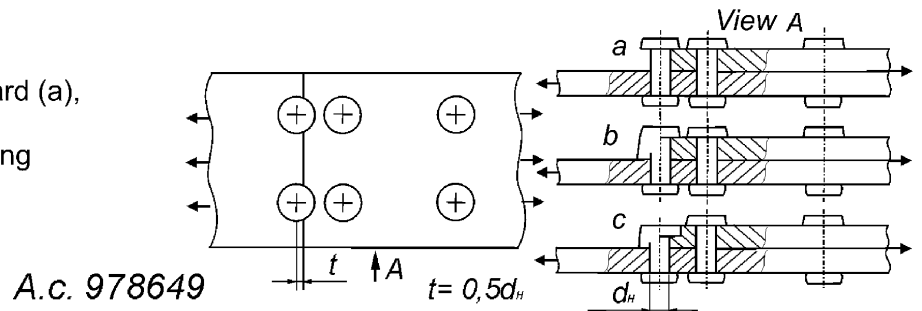 ard (a),
ng
A.c. 978649
t
A
t= 0,5dн
View A
a
b
c
dн